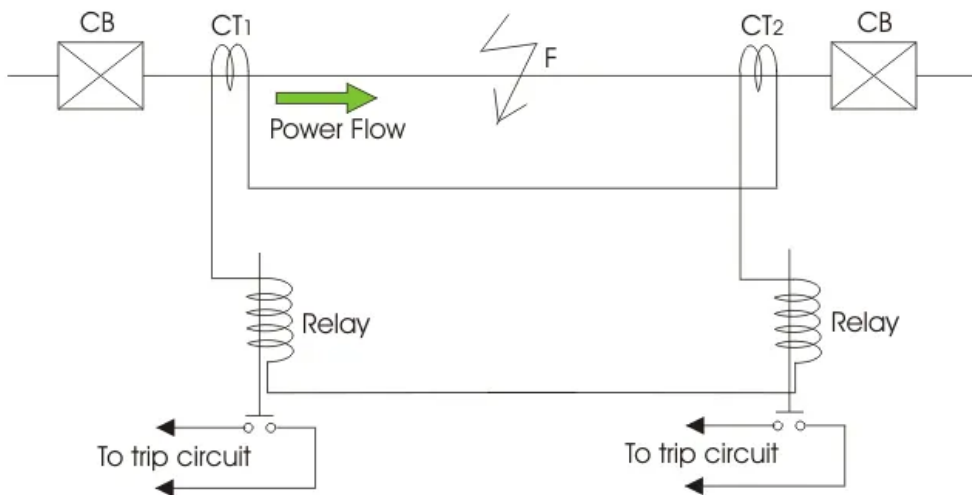 CB
CT1
CT2
CB
F
Power Flow
Relay
Relay
To trip circuit
To trip circuit